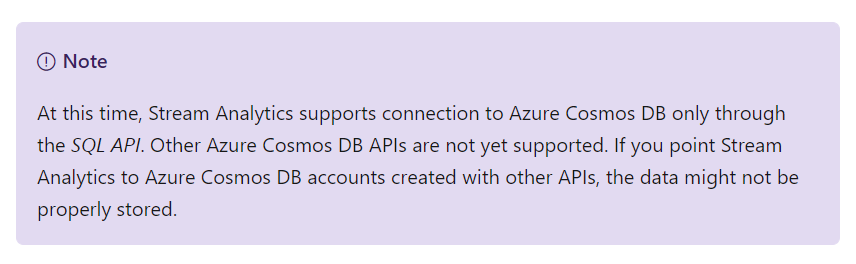 Note
At this time, Stream Analytics supports connection to Azure Cosmos DB only through
the SQL API. Other Azure Cosmos DB APIs are not yet supported. If you point Stream
Analytics to Azure Cosmos DB accounts created with other APIs, the data might not be
properly stored.